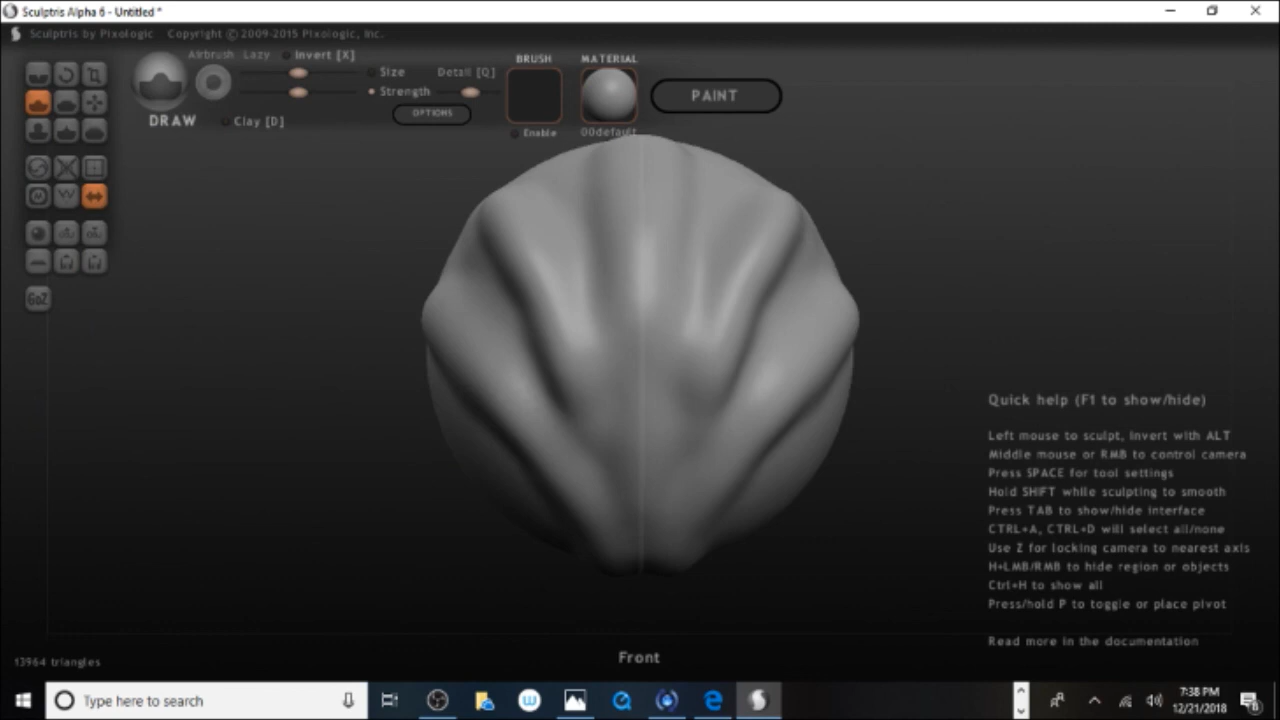 Sculptris Alpha 6 - Untitled *
Sculptris by Pixologic Copyright © 2009-2015 Pixologic, Inc.
Airbrush Lazy Invert [X]
BRUSH MATERIAL
Size Detail [Q]
Strength
PAINT
OPTIONS
DRAW Clay [D]
Enable 00default
GoZ
Quick help (F1 to show/hide)
Left mouse to sculpt, invert with ALT
Middle mouse or RMB to control camera
Press SPACE for tool settings
Hold SHIFT while sculpting to smooth
Press TAB to show/hide interface
CTRL+A, CTRL+D will select all/none
Use Z for locking camera to nearest axis
H+LMB/RMB to hide region or objects
Ctrl+H to show all
Press/hold P to toggle or place pivot
Read more in the documentation
Front
13964 triangles
Type here to search
7:38 PM
12/21/2018